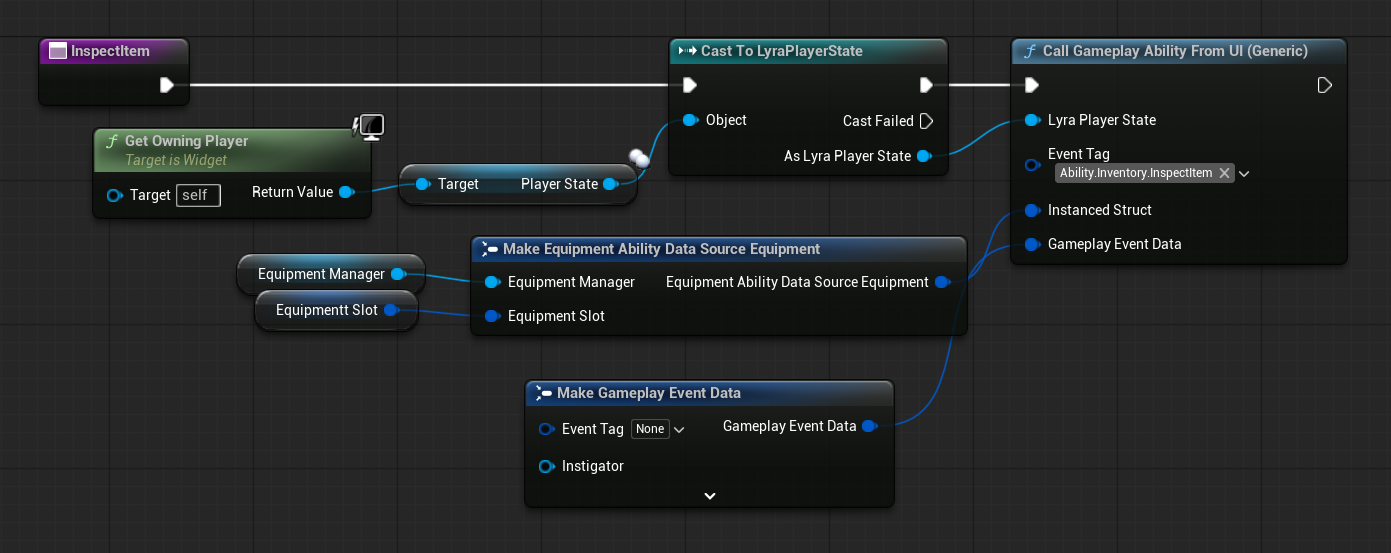 InspectItem
Get Owning Player
Target is Widget
Target self
Return Value
Target
Player State
Cast To LyraPlayerState
Object
Cast Failed
As Lyra Player State
Call Gameplay Ability From UI (Generic)
Lyra Player State
Event Tag
Ability.Inventory.InspectItem
Instanced Struct
Gameplay Event Data
Equipment Manager
Equipmentt Slot
Make Equipment Ability Data Source Equipment
Equipment Manager
Equipment Ability Data Source Equipment
Equipment Slot
Make Gameplay Event Data
Event Tag None
Gameplay Event Data
Instigator